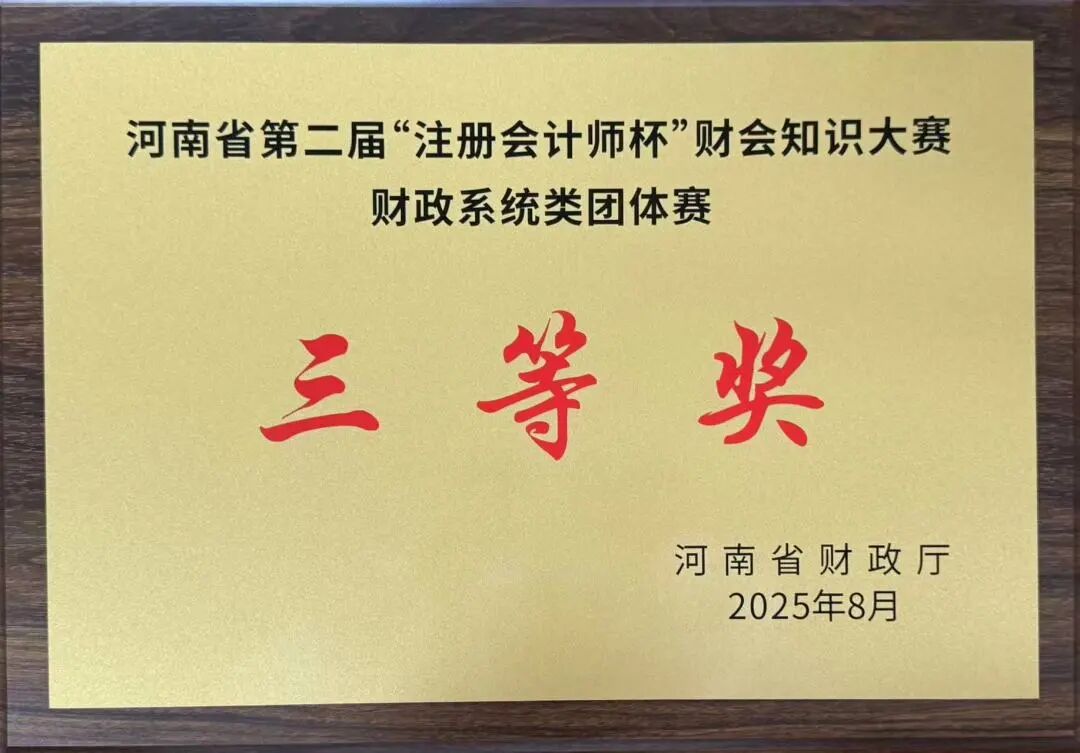 河南省第二届“注册会计师杯”财会知识大赛
财政系统类团体赛
三等奖
河南省财政厅
2025年8月